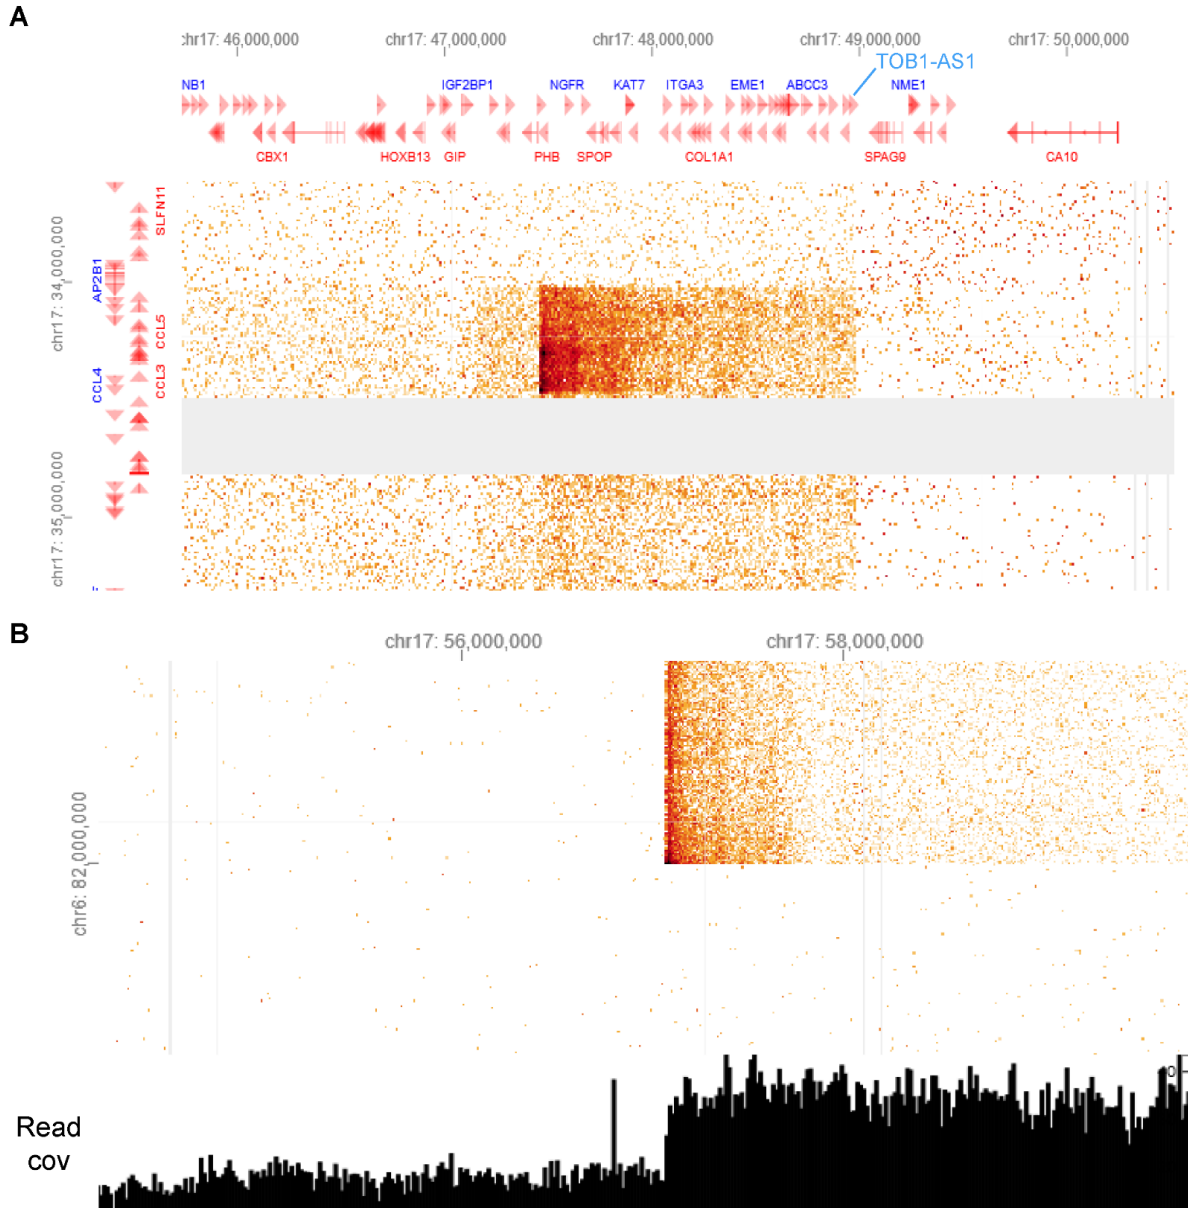 A
chr17: 46,000,000 chr17: 47,000,000 chr17: 48,000,000 chr17: 49,000,000 chr17: 50,000,000
TOB1-AS1
NB1 IGF2BP1 NGFR KAT7 ITGA3 EME1 ABCC3 NME1
CBX1 HOXB13 GIP PHB SPOP COL1A1 SPAG9 CA10
chr17: 34,000,000
chr17: 35,000,000
AP2B1
CCL4
SLFN11
CCL5
CCL3
B
chr17: 56,000,000 chr17: 58,000,000
chr6: 82,000,000
Read
cov